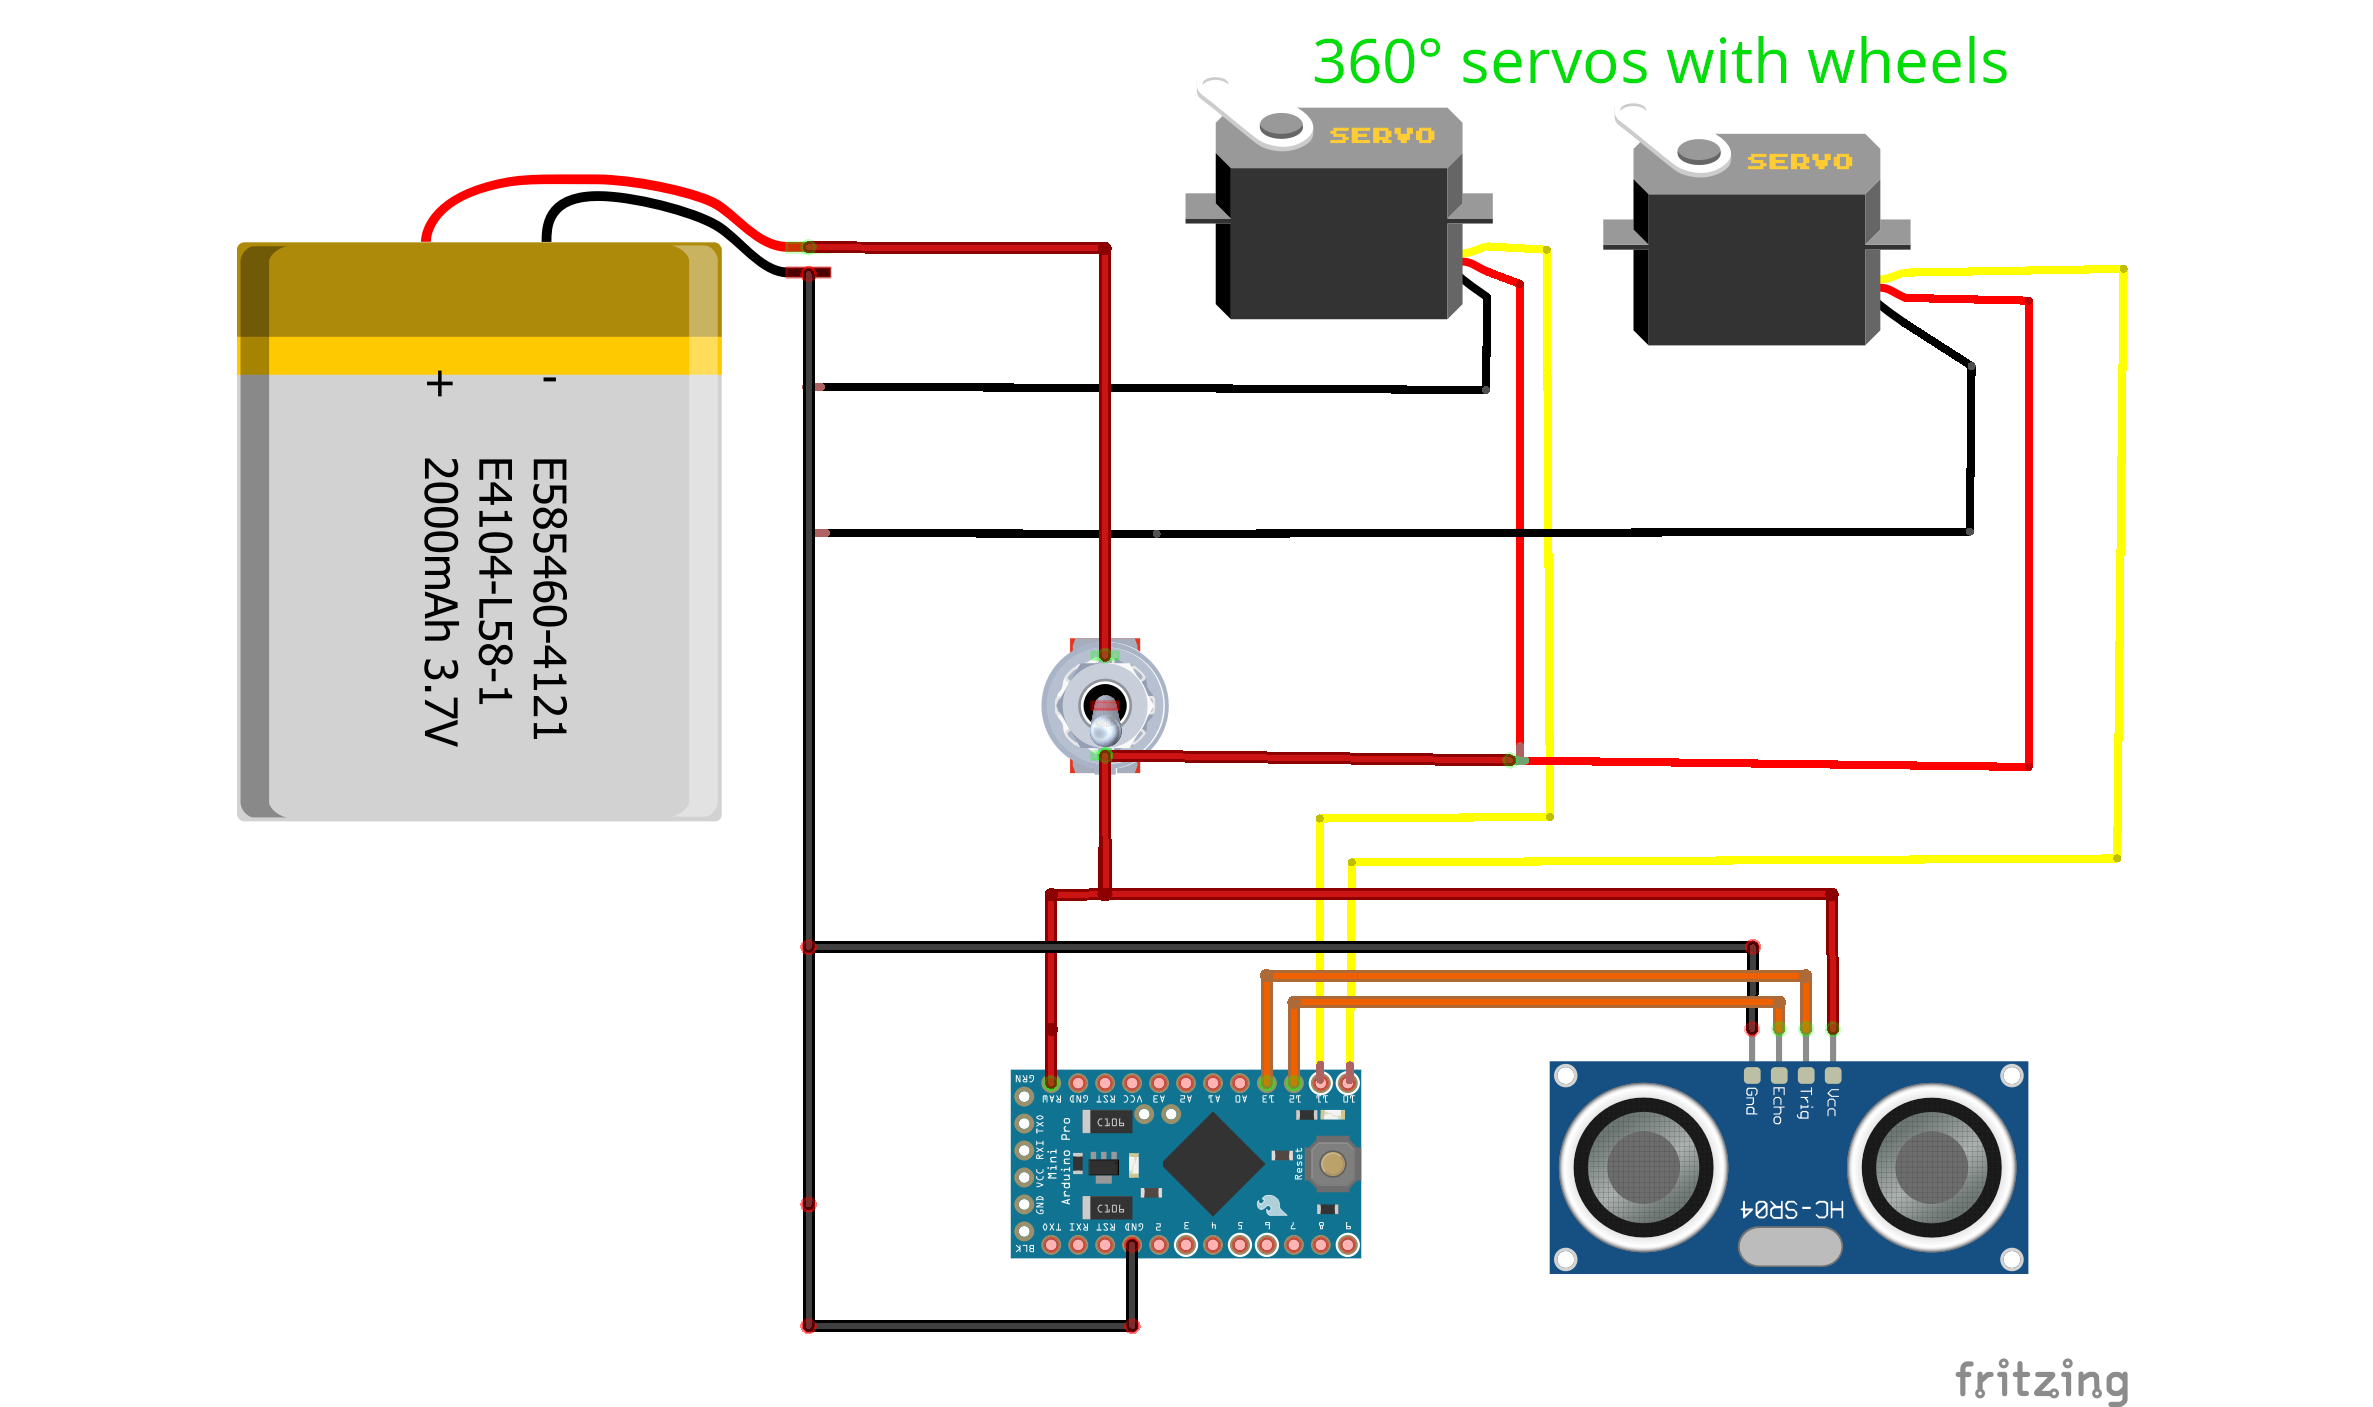 360° servos with wheels
SERVO
SERVO
+ -
E585460-4121
E4104-L58-1
2000mAh 3.7V
GRN
RAW GND RST VCC A3 A2 A1 A0 13 12 11 10
TXO
RXI
VCC
GND
BLK
Arduino Pro
Mini
C106
C106
Reset
TXO RXI RST GND 2 3 4 5 6 7 8 9
Gnd
Echo
Trig
Vcc
HC-SR04
fritzing